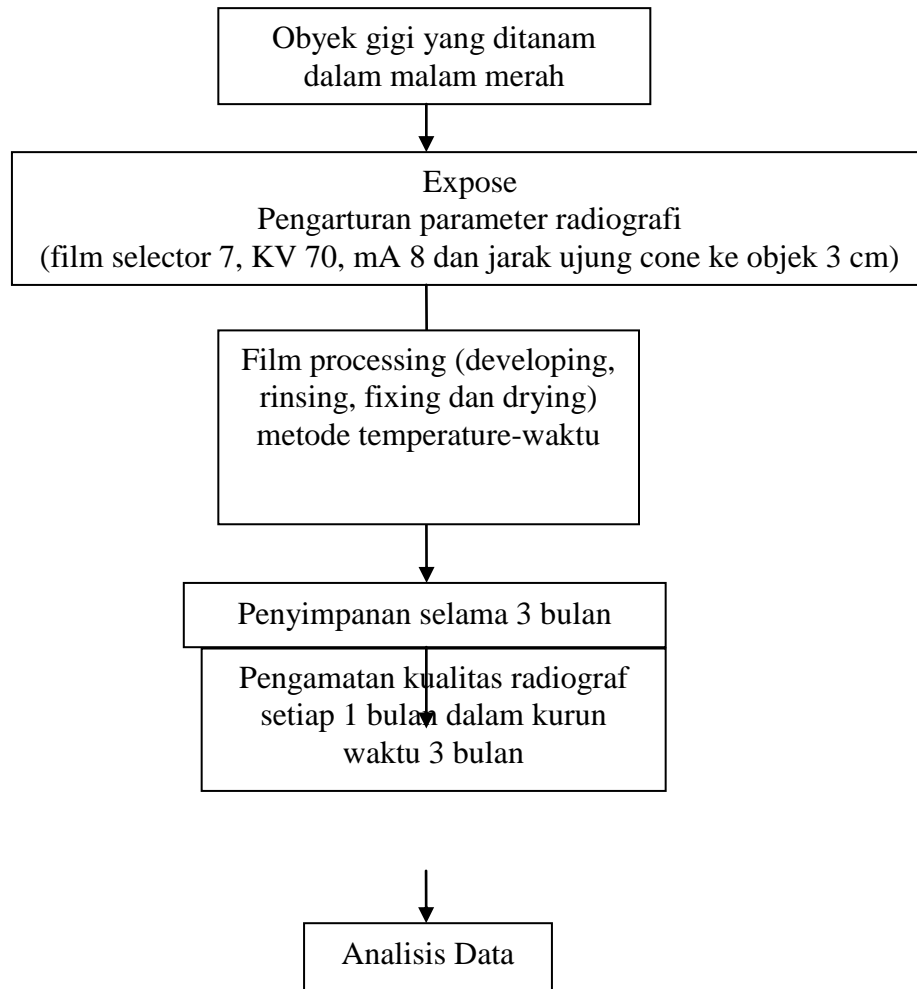 Obyek gigi yang ditanam
dalam malam merah
Expose
Pengarturan parameter radiografi
(film selector 7, KV 70, mA 8 dan jarak ujung cone ke objek 3 cm)
Film processing (developing,
rinsing, fixing dan drying)
metode temperature-waktu
Penyimpanan selama 3 bulan
Pengamatan kualitas radiograf
setiap 1 bulan dalam kurun
waktu 3 bulan
Analisis Data